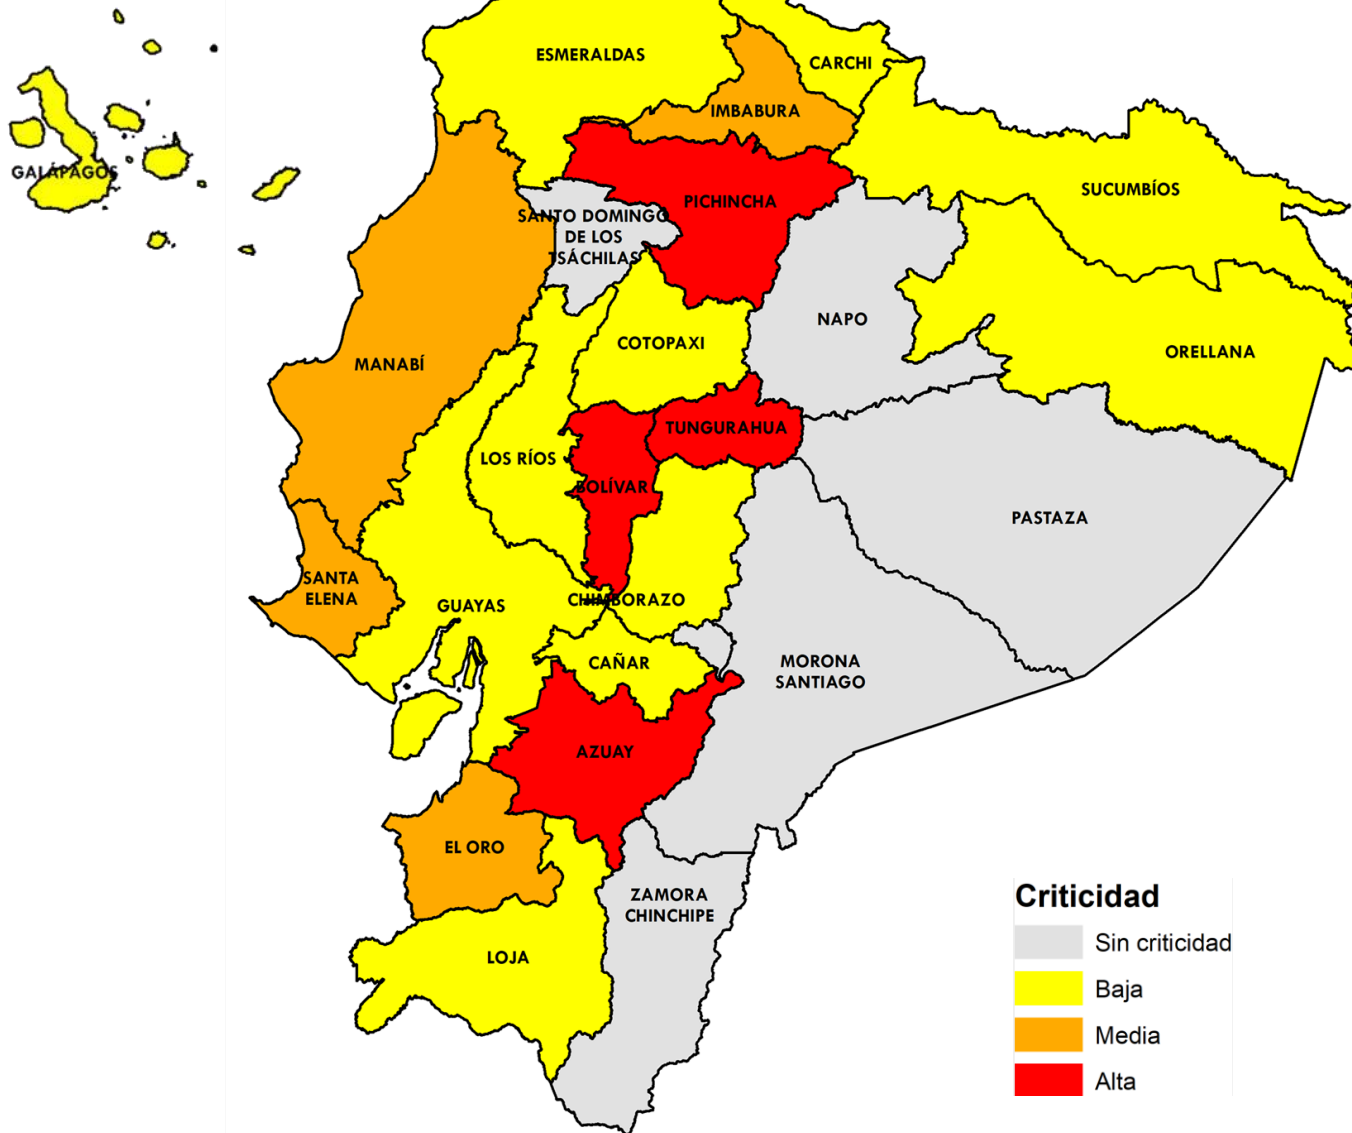 ESMERALDAS
CARCHI
IMBABURA
GALÁPAGOS
SUCUMBÍOS
PICHINCHA
SANTO DOMINGO
DE LOS
TSÁCHILAS
NAPO
COTOPAXI
ORELLANA
MANABÍ
TUNGURAHUA
LOS RÍOS
BOLÍVAR
PASTAZA
SANTA
ELENA
GUAYAS
CHIMBORAZO
CAÑAR
MORONA
SANTIAGO
AZUAY
EL ORO
ZAMORA
CHINCHIPE
LOJA
Criticidad
Sin criticidad
Baja
Media
Alta